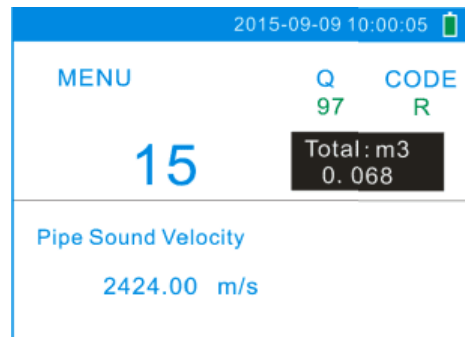 2015-09-09 10:00:05
MENU Q CODE
97 R
15
Total: m3
0.068
Pipe Sound Velocity
2424.00 m/s